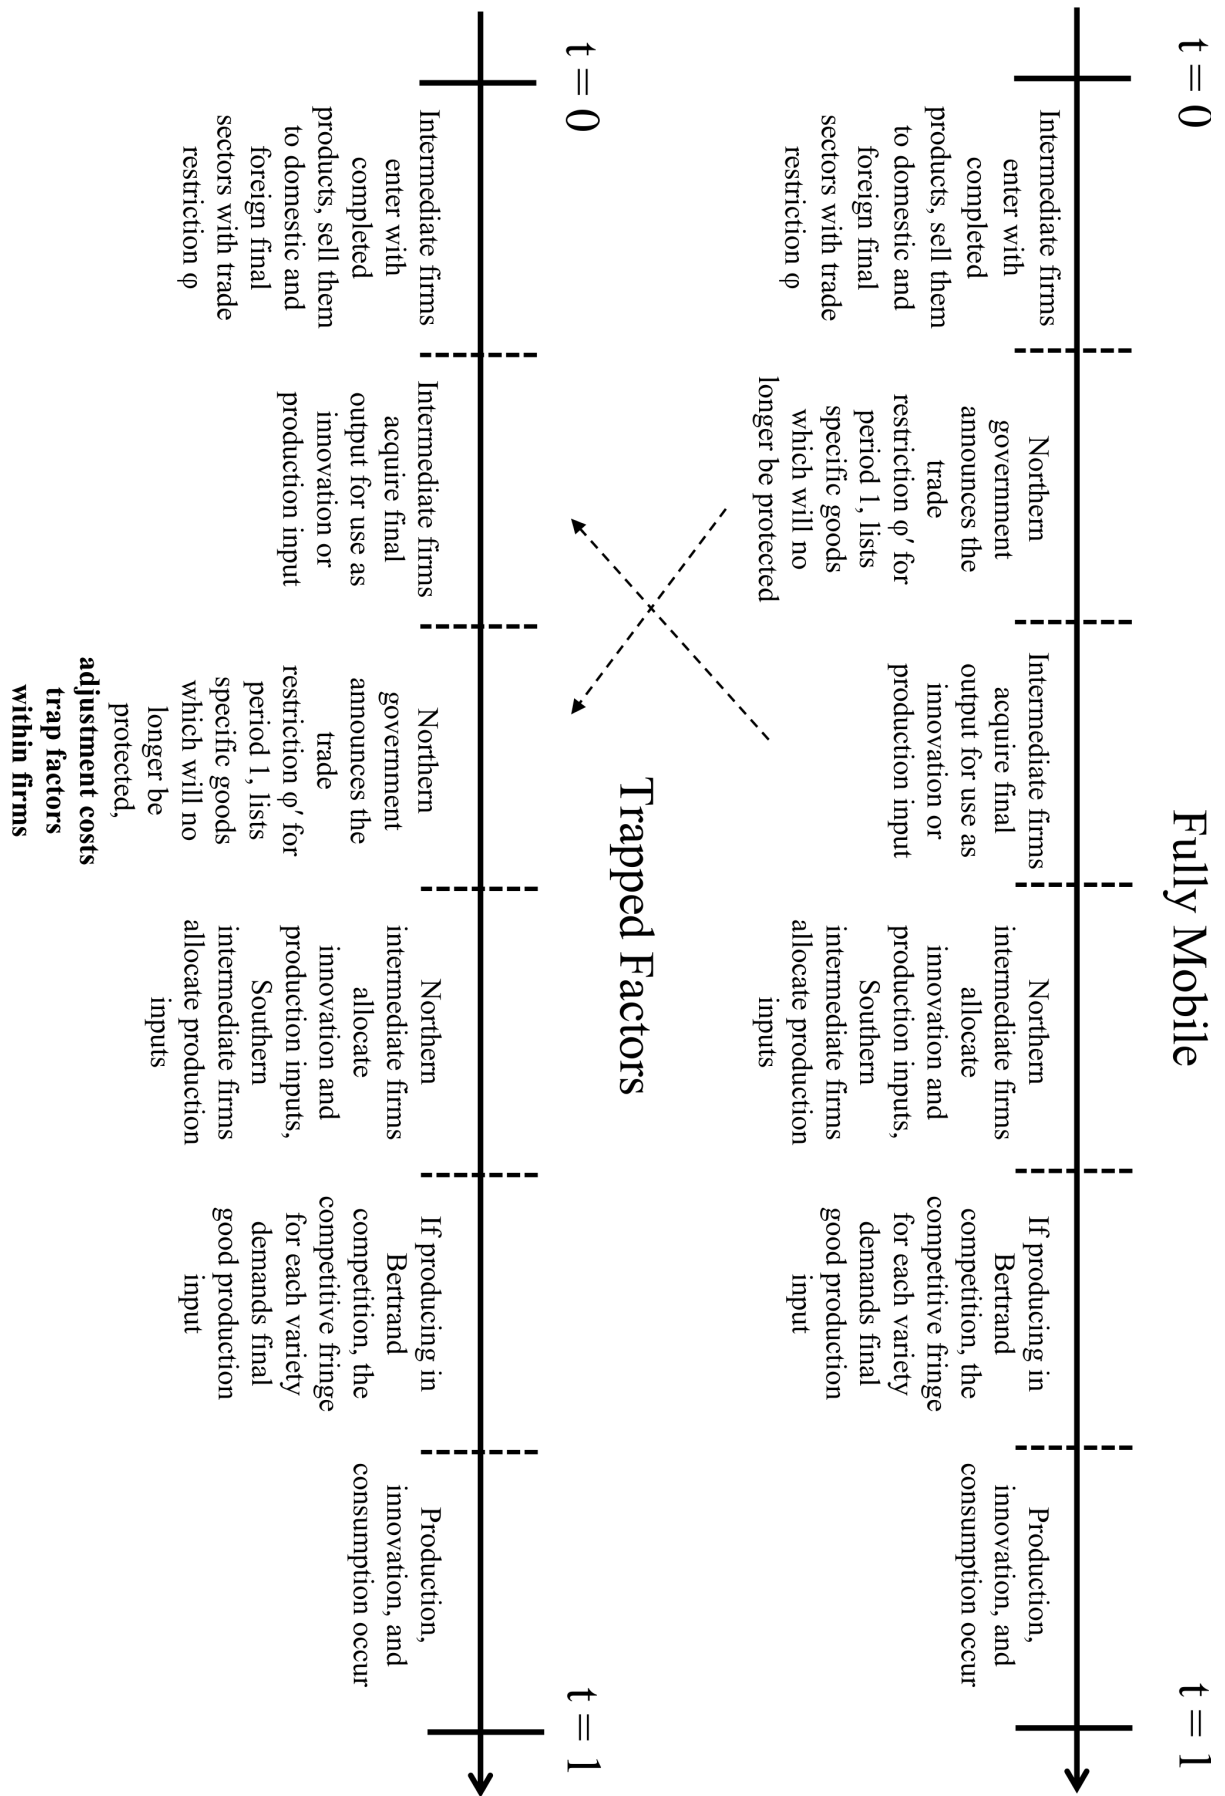 Fully Mobile
t = 0
t = 1
Intermediate firms
enter with
completed
products, sell them
to domestic and
foreign final
sectors with trade
restriction φ
Northern
government
announces the
trade
restriction φ′ for
period 1, lists
specific goods
which will no
longer be protected
Intermediate firms
acquire final
output for use as
innovation or
production input
Northern
intermediate firms
allocate
innovation and
production inputs,
Southern
intermediate firms
allocate production
inputs
If producing in
Bertrand
competition, the
competitive fringe
for each variety
demands final
good production
input
Production,
innovation, and
consumption occur
Trapped Factors
t = 0
t = 1
Intermediate firms
enter with
completed
products, sell them
to domestic and
foreign final
sectors with trade
restriction φ
Intermediate firms
acquire final
output for use as
innovation or
production input
Northern
government
announces the
trade
restriction φ′ for
period 1, lists
specific goods
which will no
longer be
protected,
adjustment costs
trap factors
within firms
Northern
intermediate firms
allocate
innovation and
production inputs,
Southern
intermediate firms
allocate production
inputs
If producing in
Bertrand
competition, the
competitive fringe
for each variety
demands final
good production
input
Production,
innovation, and
consumption occur